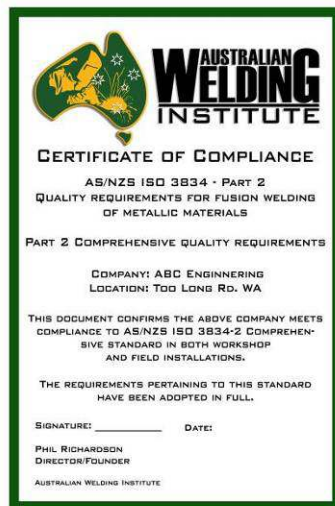 AUSTRALIAN
WELDING
INSTITUTE
CERTIFICATE OF COMPLIANCE
AS/NZS ISO 3834 - PART 2
QUALITY REQUIREMENTS FOR FUSION WELDING
OF METALLIC MATERIALS
PART 2 COMPREHENSIVE QUALITY REQUIREMENTS
COMPANY: ABC ENGINNERING
LOCATION: TOO LONG RD. WA
THIS DOCUMENT CONFIRMS THE ABOVE COMPANY MEETS
COMPLIANCE TO AS/NZS ISO 3834-2 COMPREHEN-
SIVE STANDARD IN BOTH WORKSHOP
AND FIELD INSTALLATIONS.
THE REQUIREMENTS PERTAINING TO THIS STANDARD
HAVE BEEN ADOPTED IN FULL.
SIGNATURE: __________ DATE:
PHIL RICHARDSON
DIRECTOR/FOUNDER
AUSTRALIAN WELDING INSTITUTE